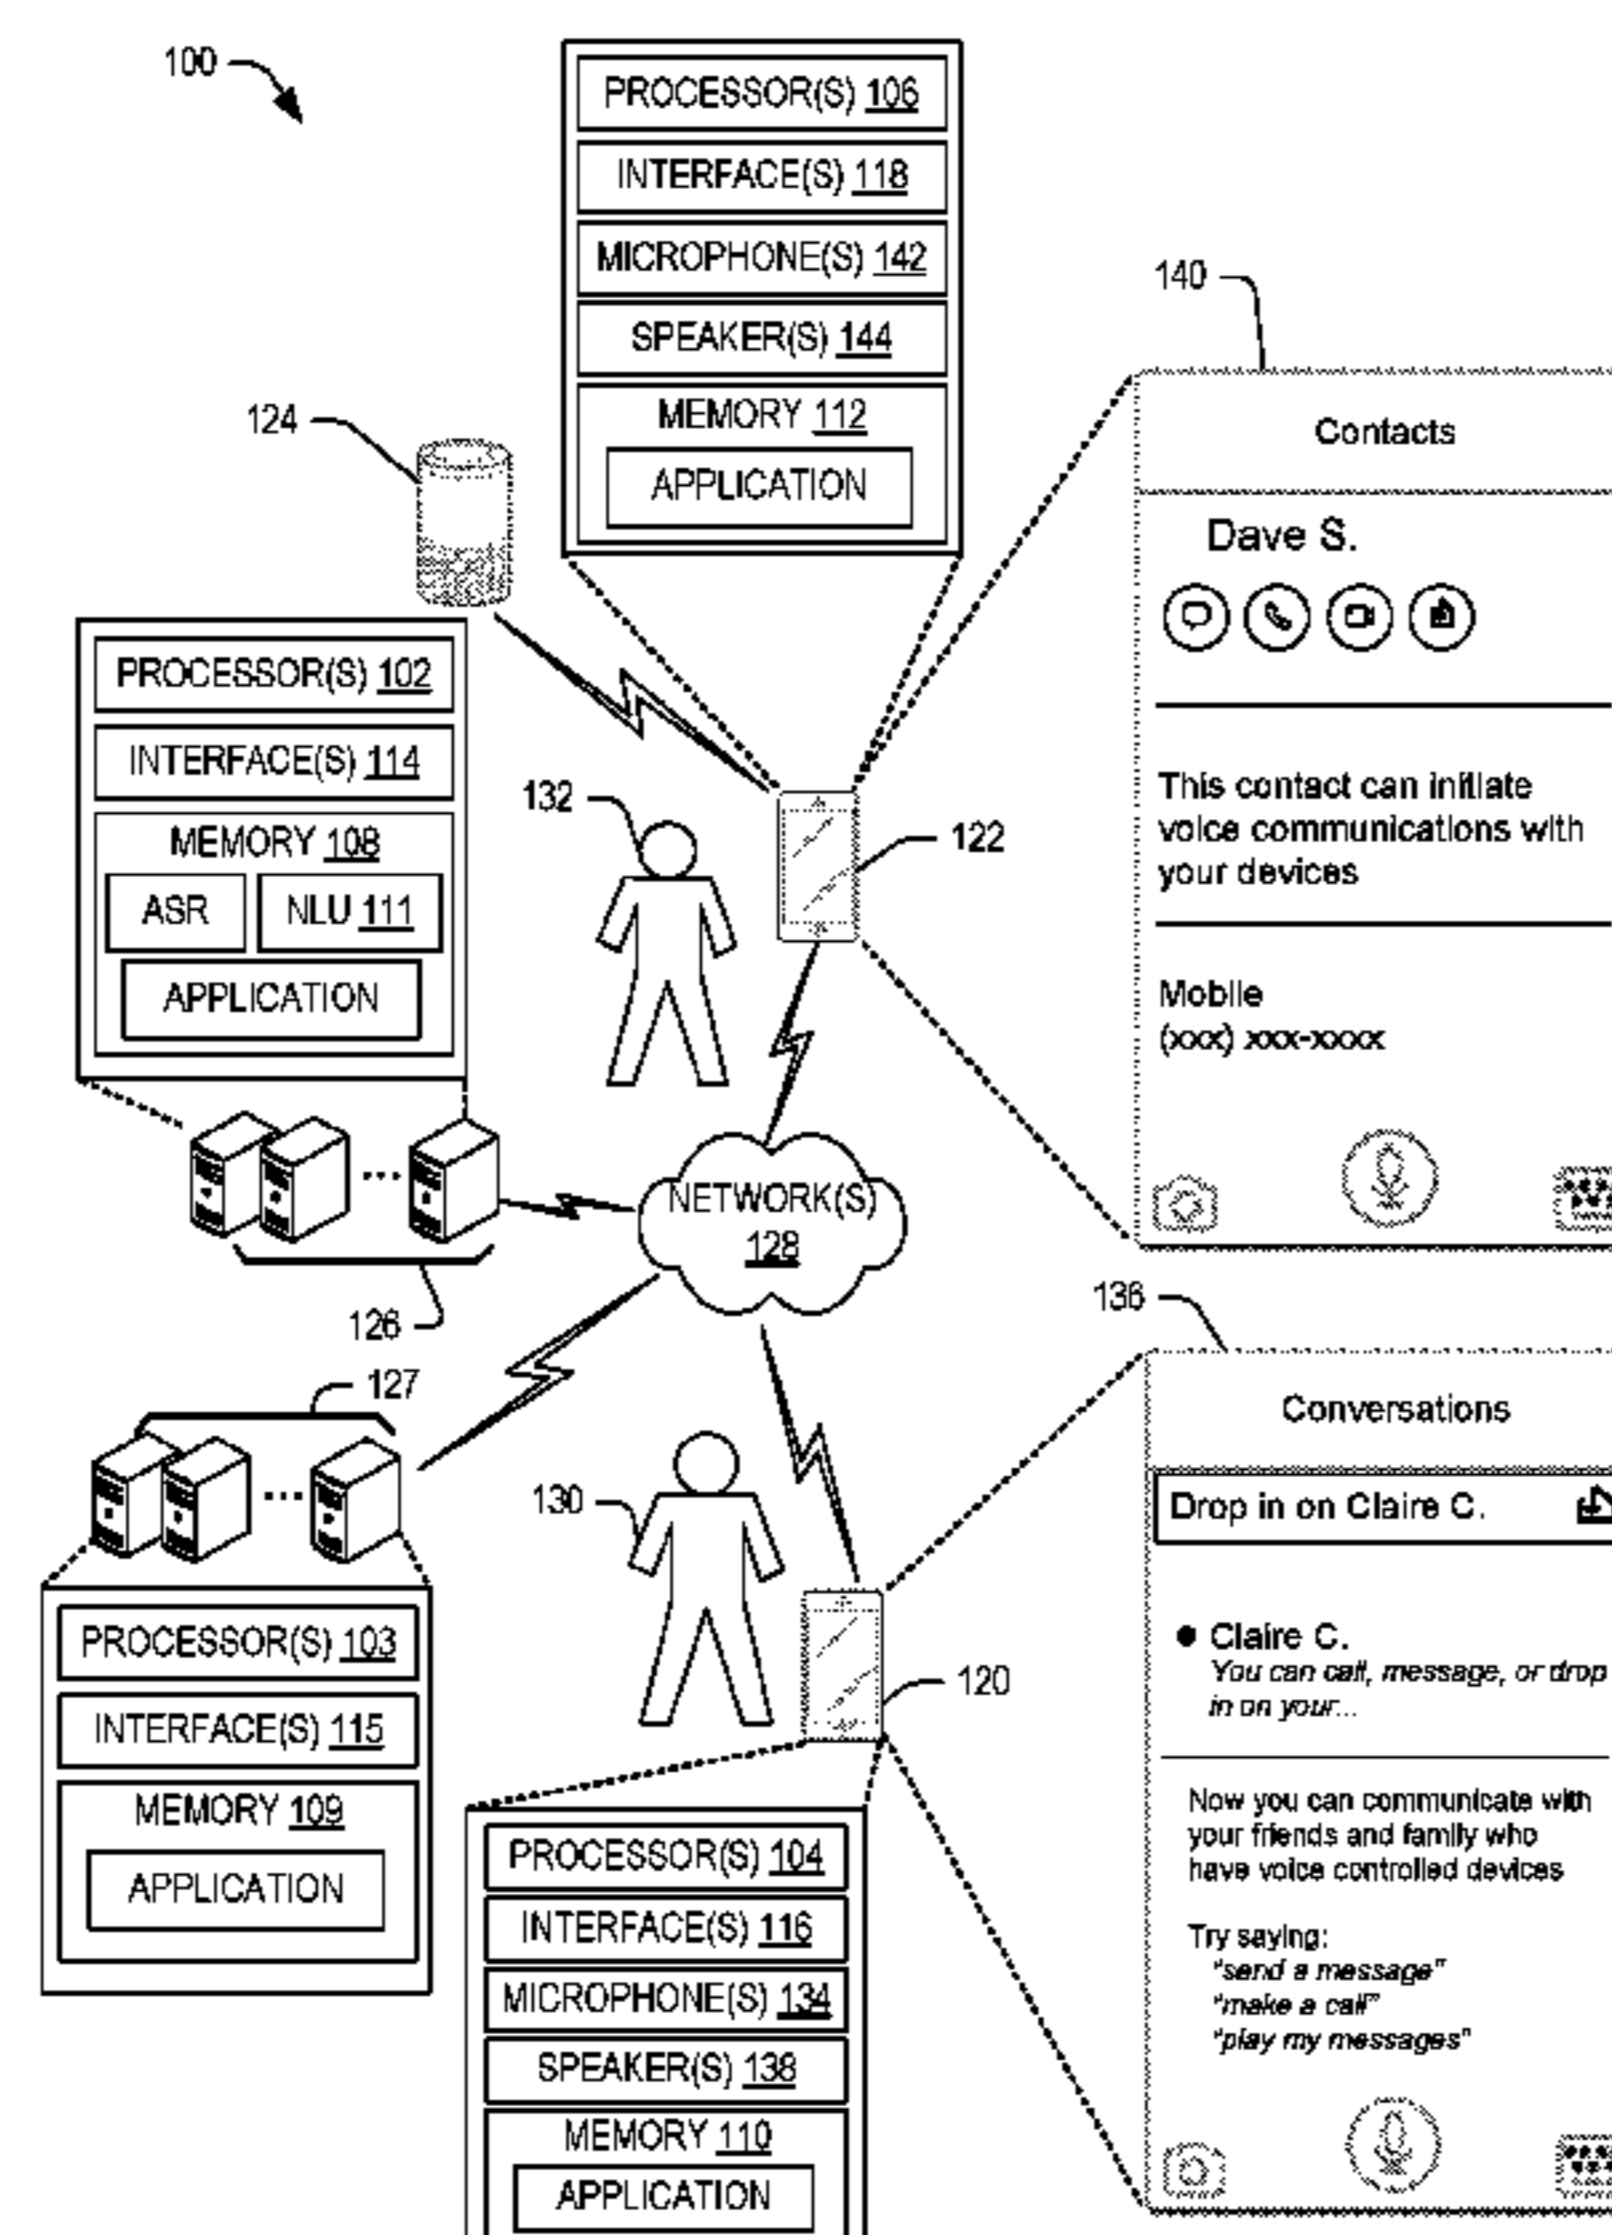 100
PROCESSOR(S) 106
INTERFACE(S) 118
MICROPHONE(S) 142
SPEAKER(S) 144
MEMORY 112
APPLICATION
124
140
Contacts
Dave S.
This contact can initiate
voice communications with
your devices
Mobile
(xxx) xxx-xxxx
PROCESSOR(S) 102
INTERFACE(S) 114
MEMORY 108
ASR
NLU 111
APPLICATION
132
122
NETWORK(S)
128
126
127
136
Conversations
Drop in on Claire C.
Claire C.
You can call, message, or drop
in on your...
Now you can communicate with
your friends and family who
have voice controlled devices
Try saying:
"send a message"
"make a call"
"play my messages"
130
120
PROCESSOR(S) 103
INTERFACE(S) 115
MEMORY 109
APPLICATION
PROCESSOR(S) 104
INTERFACE(S) 116
MICROPHONE(S) 134
SPEAKER(S) 138
MEMORY 110
APPLICATION